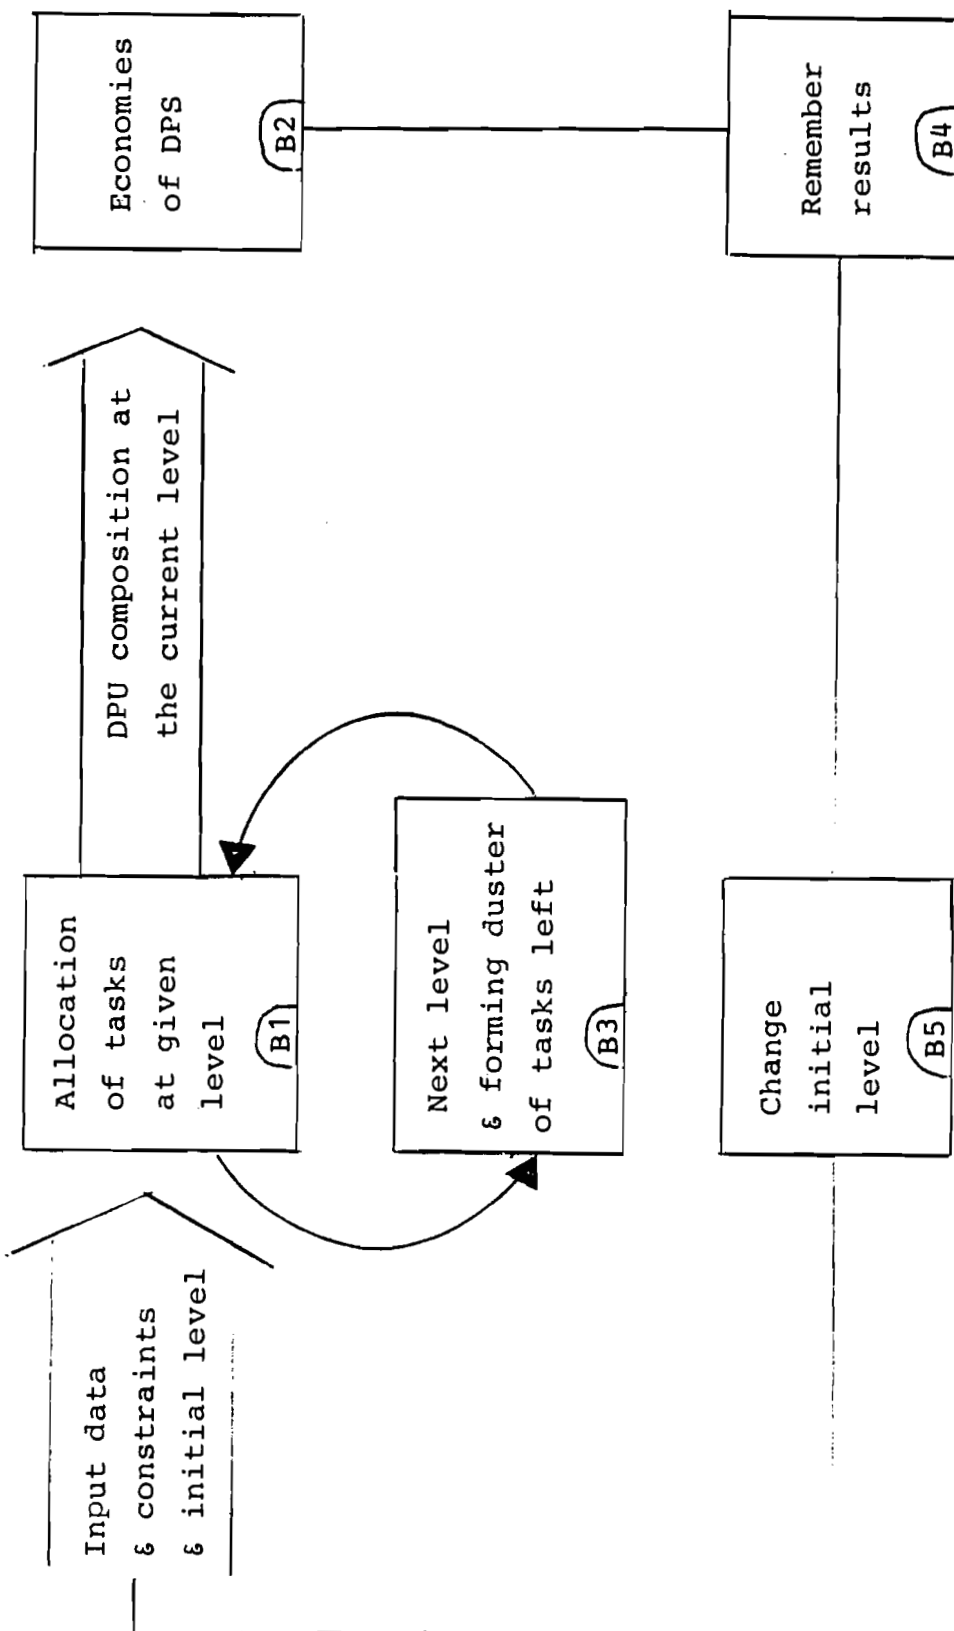 Input data
& constraints
& initial level
Allocation
of tasks
at given
level
B1
DPU composition at
the current level
Economies
of DPS
B2
Next level
& forming duster
of tasks left
B3
Change
initial
level
B5
Remember
results
B4